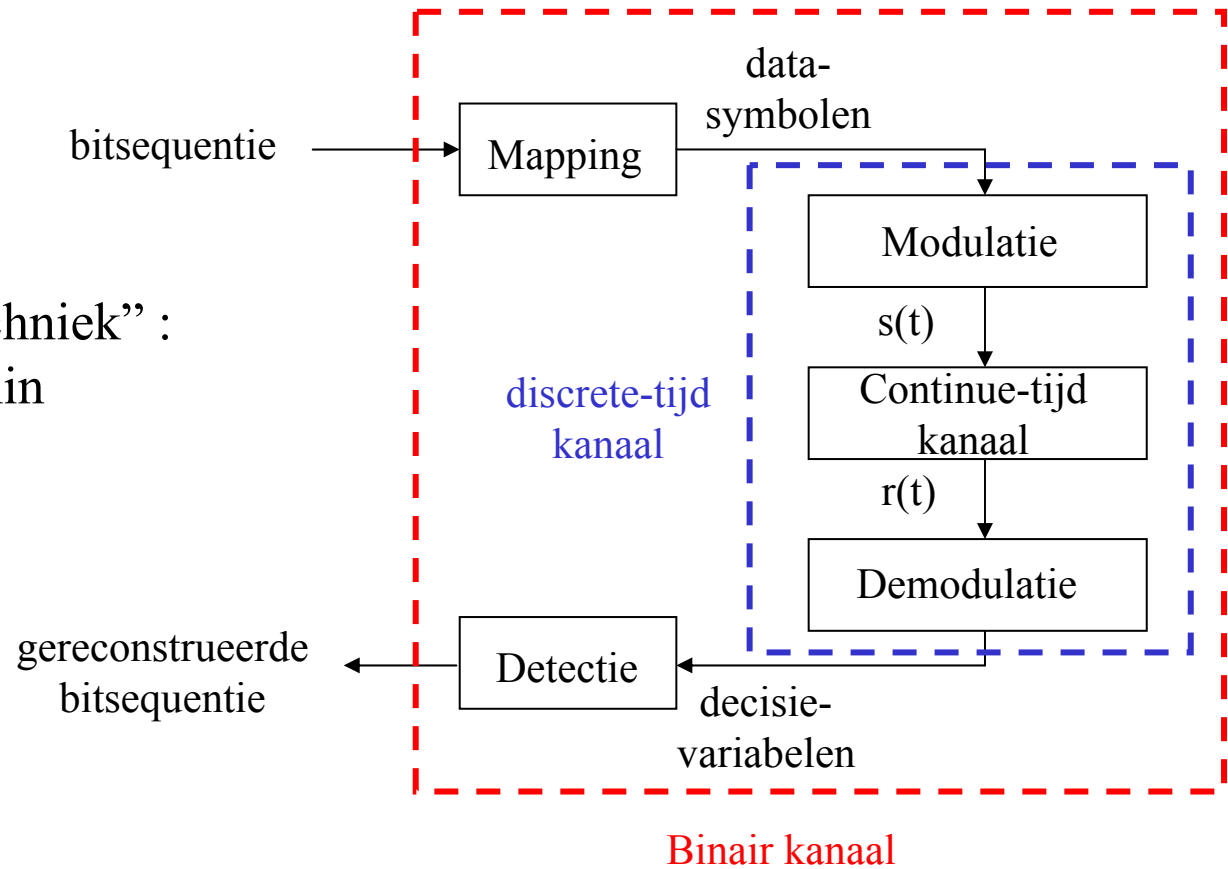 data-
symbolen
bitsequentie
Mapping
Modulatie
s(t)
hniek” :
in
discrete-tijd
kanaal
Continue-tijd
kanaal
r(t)
Demodulatie
gereconstrueerde
bitsequentie
Detectie
decisie-
variabelen
Binair kanaal